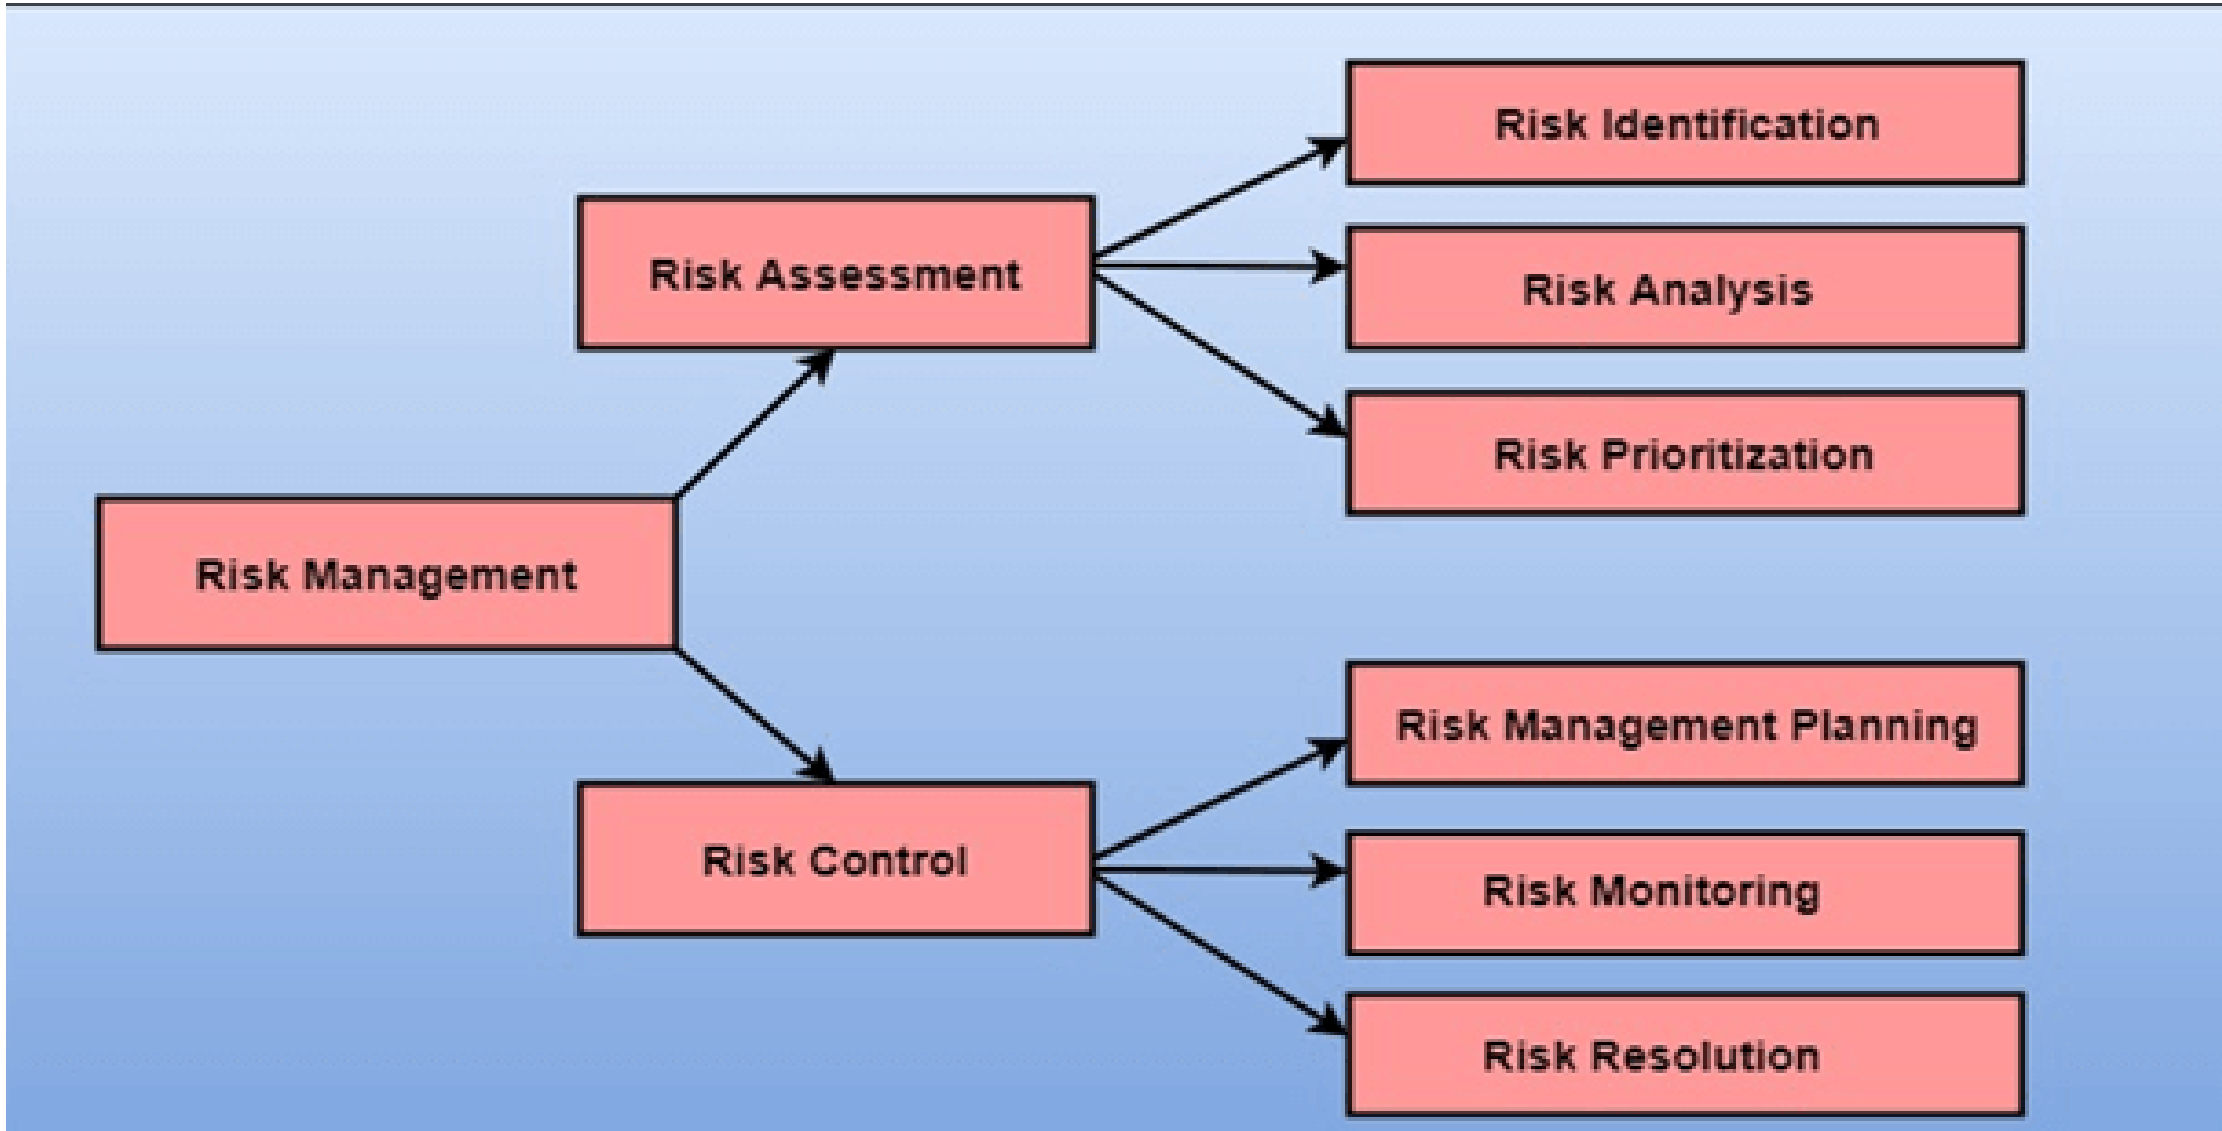 Risk Identification
Risk Assessment
Risk Analysis
Risk Prioritization
Risk Management
Risk Management Planning
Risk Control
Risk Monitoring
Risk Resolution